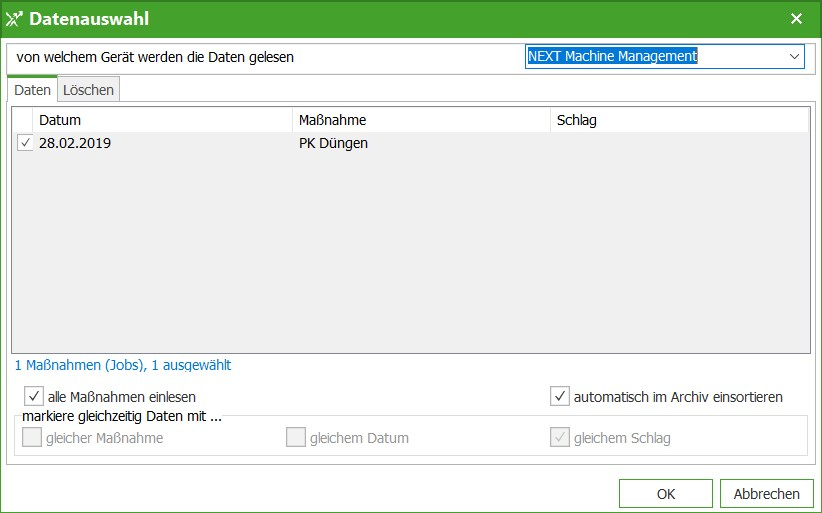 Datenauswahl
von welchem Gerät werden die Daten gelesen NEXT Machine Management
Daten Löschen
Datum Maßnahme Schlag
28.02.2019 PK Düngen
1 Maßnahmen (Jobs), 1 ausgewählt
alle Maßnahmen einlesen automatisch im Archiv einsortieren
markiere gleichzeitig Daten mit ...
gleicher Maßnahme gleichem Datum gleichem Schlag
OK Abbrechen